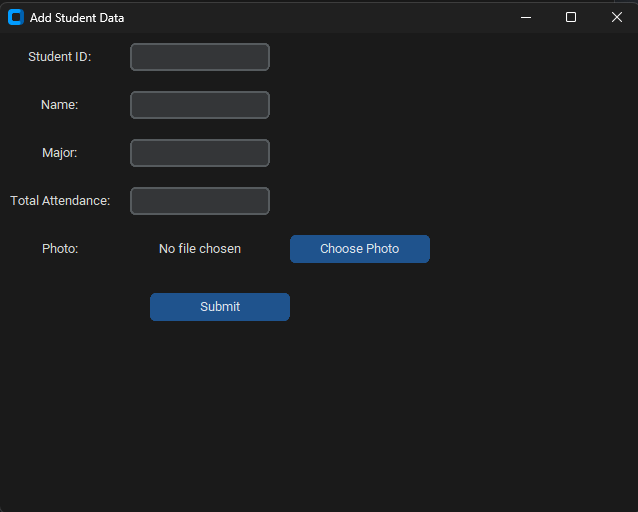 Add Student Data
Student ID:
Name:
Major:
Total Attendance:
Photo: No file chosen Choose Photo
Submit